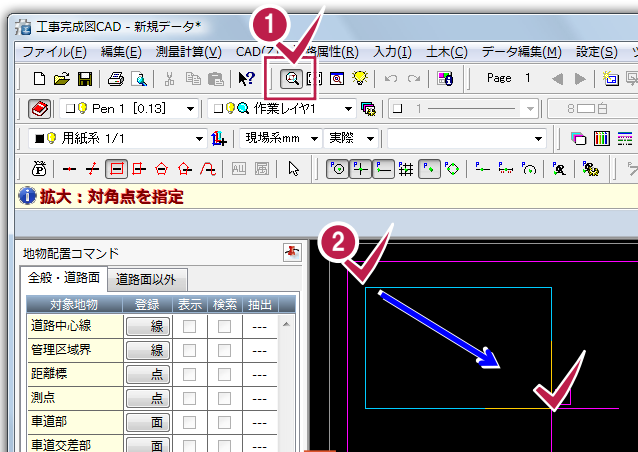 1
工事完成図CAD - 新規データ*
ファイル(F) 編集(E) 測量計算(V) CAD(Z) 路属性(R) 入力(I) 土木(C) データ編集(M) 設定(S) ツ
Page 1
Pen 1 [0.13] 作業レイヤ1 1 8 白
用紙系 1/1 現場系mm 実際
ALL
拡大：対角点を指定
2
地物配置コマンド
全般・道路面 道路面以外
対象地物 登録 表示 検索 抽出
道路中心線 線 ---
管理区域界 線 ---
距離標 点 ---
測点 点 ---
車道部 面 ---
車道交差部 面 ---